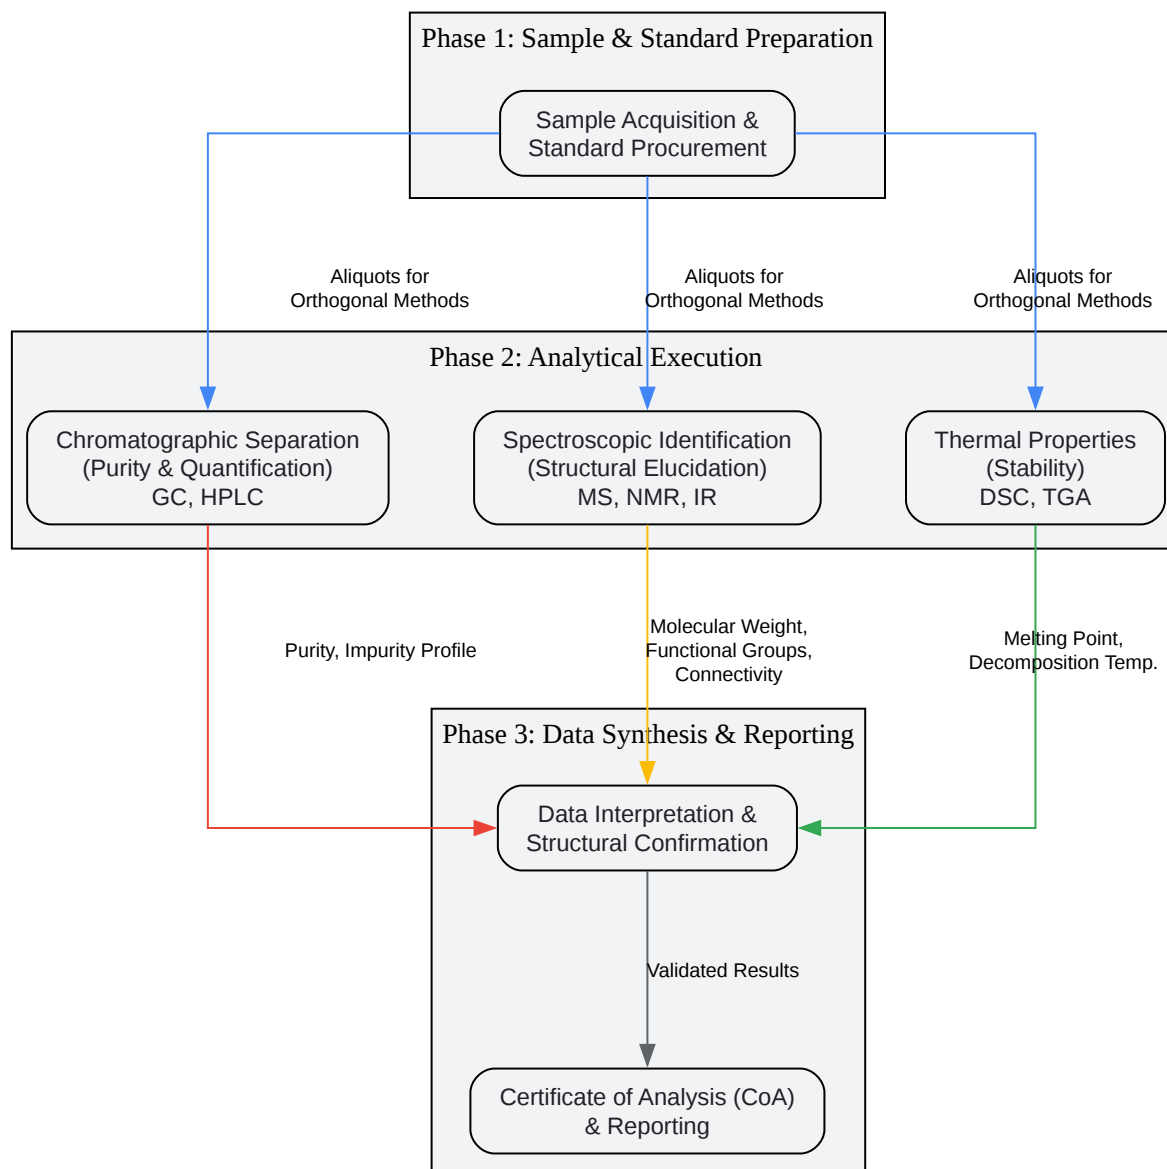 Phase 1: Sample & Standard Preparation
Sample Acquisition &
Standard Procurement
Aliquots for
Orthogonal Methods
Aliquots for
Orthogonal Methods
Aliquots for
Orthogonal Methods
Phase 2: Analytical Execution
Chromatographic Separation
(Purity & Quantification)
GC, HPLC
Spectroscopic Identification
(Structural Elucidation)
MS, NMR, IR
Thermal Properties
(Stability)
DSC, TGA
Purity, Impurity Profile
Molecular Weight,
Functional Groups,
Connectivity
Melting Point,
Decomposition Temp.
Phase 3: Data Synthesis & Reporting
Data Interpretation &
Structural Confirmation
Validated Results
Certificate of Analysis (CoA)
& Reporting